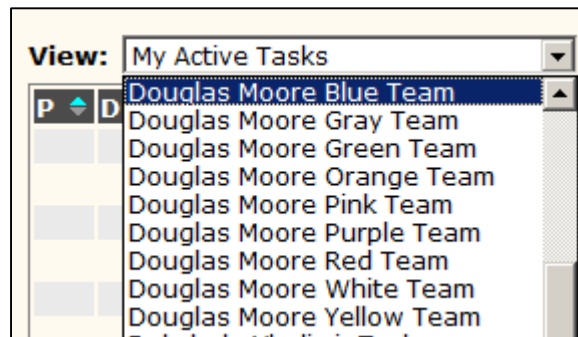 View: My Active Tasks
P D
Douglas Moore Blue Team
Douglas Moore Gray Team
Douglas Moore Green Team
Douglas Moore Orange Team
Douglas Moore Pink Team
Douglas Moore Purple Team
Douglas Moore Red Team
Douglas Moore White Team
Douglas Moore Yellow Team